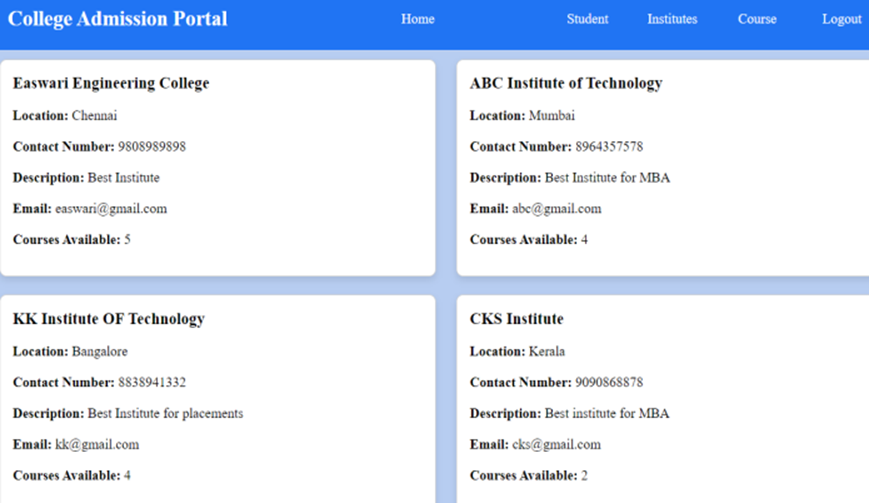 College Admission Portal Home Student Institutes Course Logout
Easwari Engineering College
Location: Chennai
Contact Number: 9808989898
Description: Best Institute
Email: easwari@gmail.com
Courses Available: 5
ABC Institute of Technology
Location: Mumbai
Contact Number: 8964357578
Description: Best Institute for MBA
Email: abc@gmail.com
Courses Available: 4
KK Institute OF Technology
Location: Bangalore
Contact Number: 8838941332
Description: Best Institute for placements
Email: kk@gmail.com
Courses Available: 4
CKS Institute
Location: Kerala
Contact Number: 9090868878
Description: Best institute for MBA
Email: cks@gmail.com
Courses Available: 2